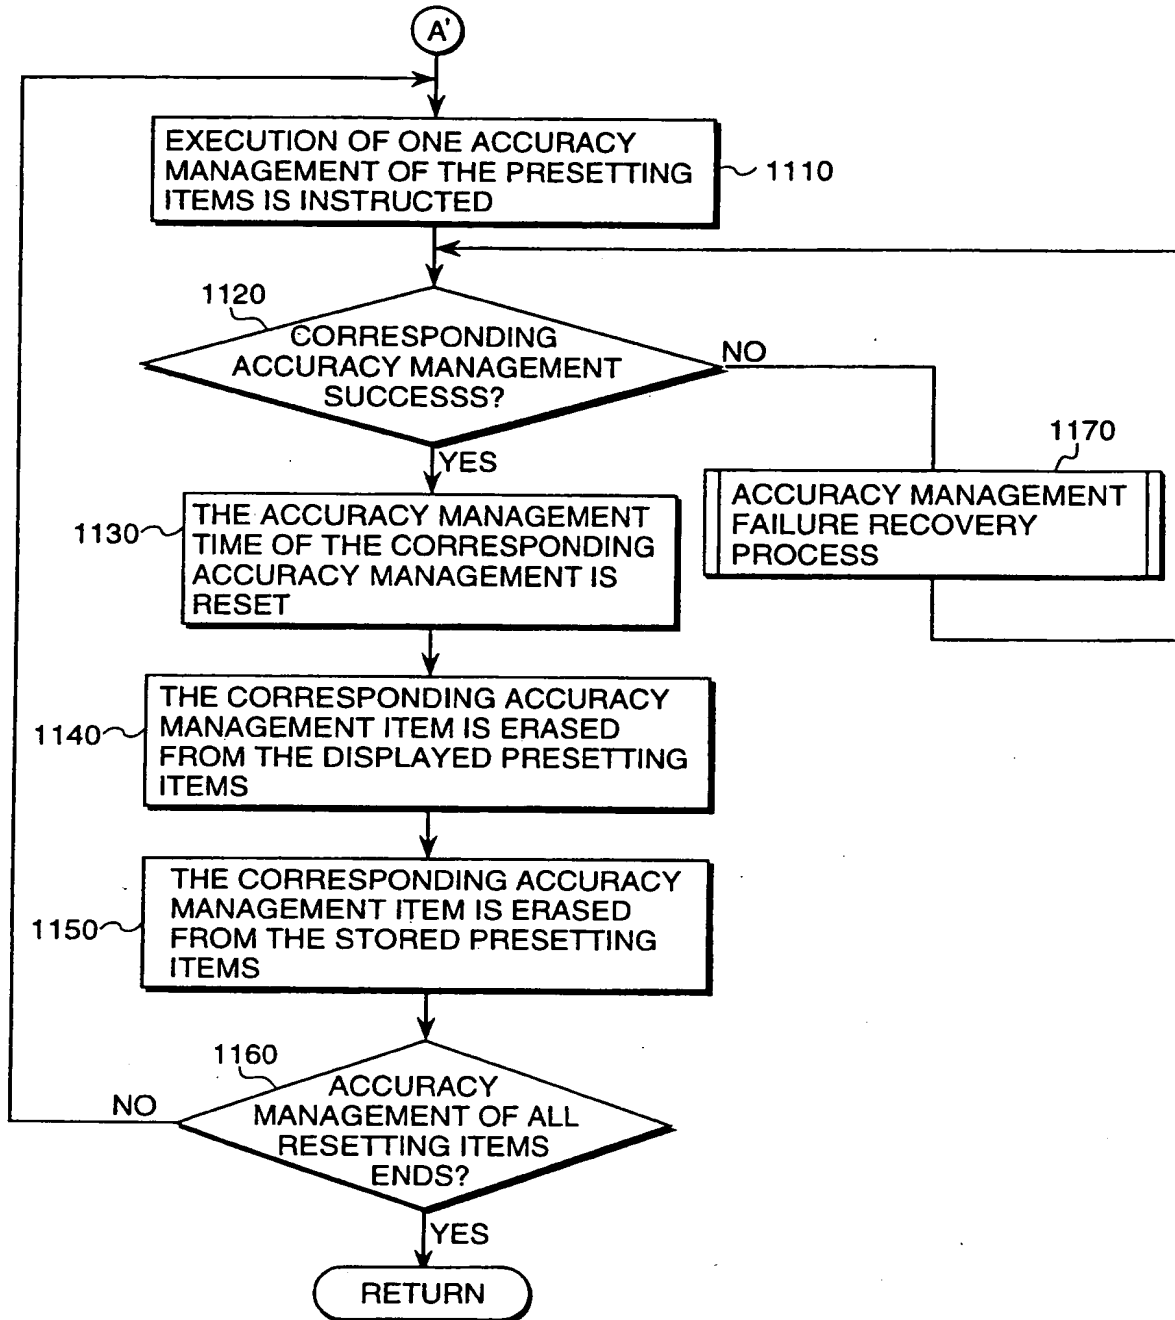 A'
EXECUTION OF ONE ACCURACY
MANAGEMENT OF THE PRESETTING
ITEMS IS INSTRUCTED
1110
1120
CORRESPONDING
ACCURACY MANAGEMENT
SUCCESSS?
NO
YES
1170
ACCURACY MANAGEMENT
FAILURE RECOVERY
PROCESS
1130
THE ACCURACY MANAGEMENT
TIME OF THE CORRESPONDING
ACCURACY MANAGEMENT IS
RESET
1140
THE CORRESPONDING ACCURACY
MANAGEMENT ITEM IS ERASED
FROM THE DISPLAYED PRESETTING
ITEMS
1150
THE CORRESPONDING ACCURACY
MANAGEMENT ITEM IS ERASED
FROM THE STORED PRESETTING
ITEMS
1160
ACCURACY
MANAGEMENT OF ALL
RESETTING ITEMS
ENDS?
NO
YES
RETURN